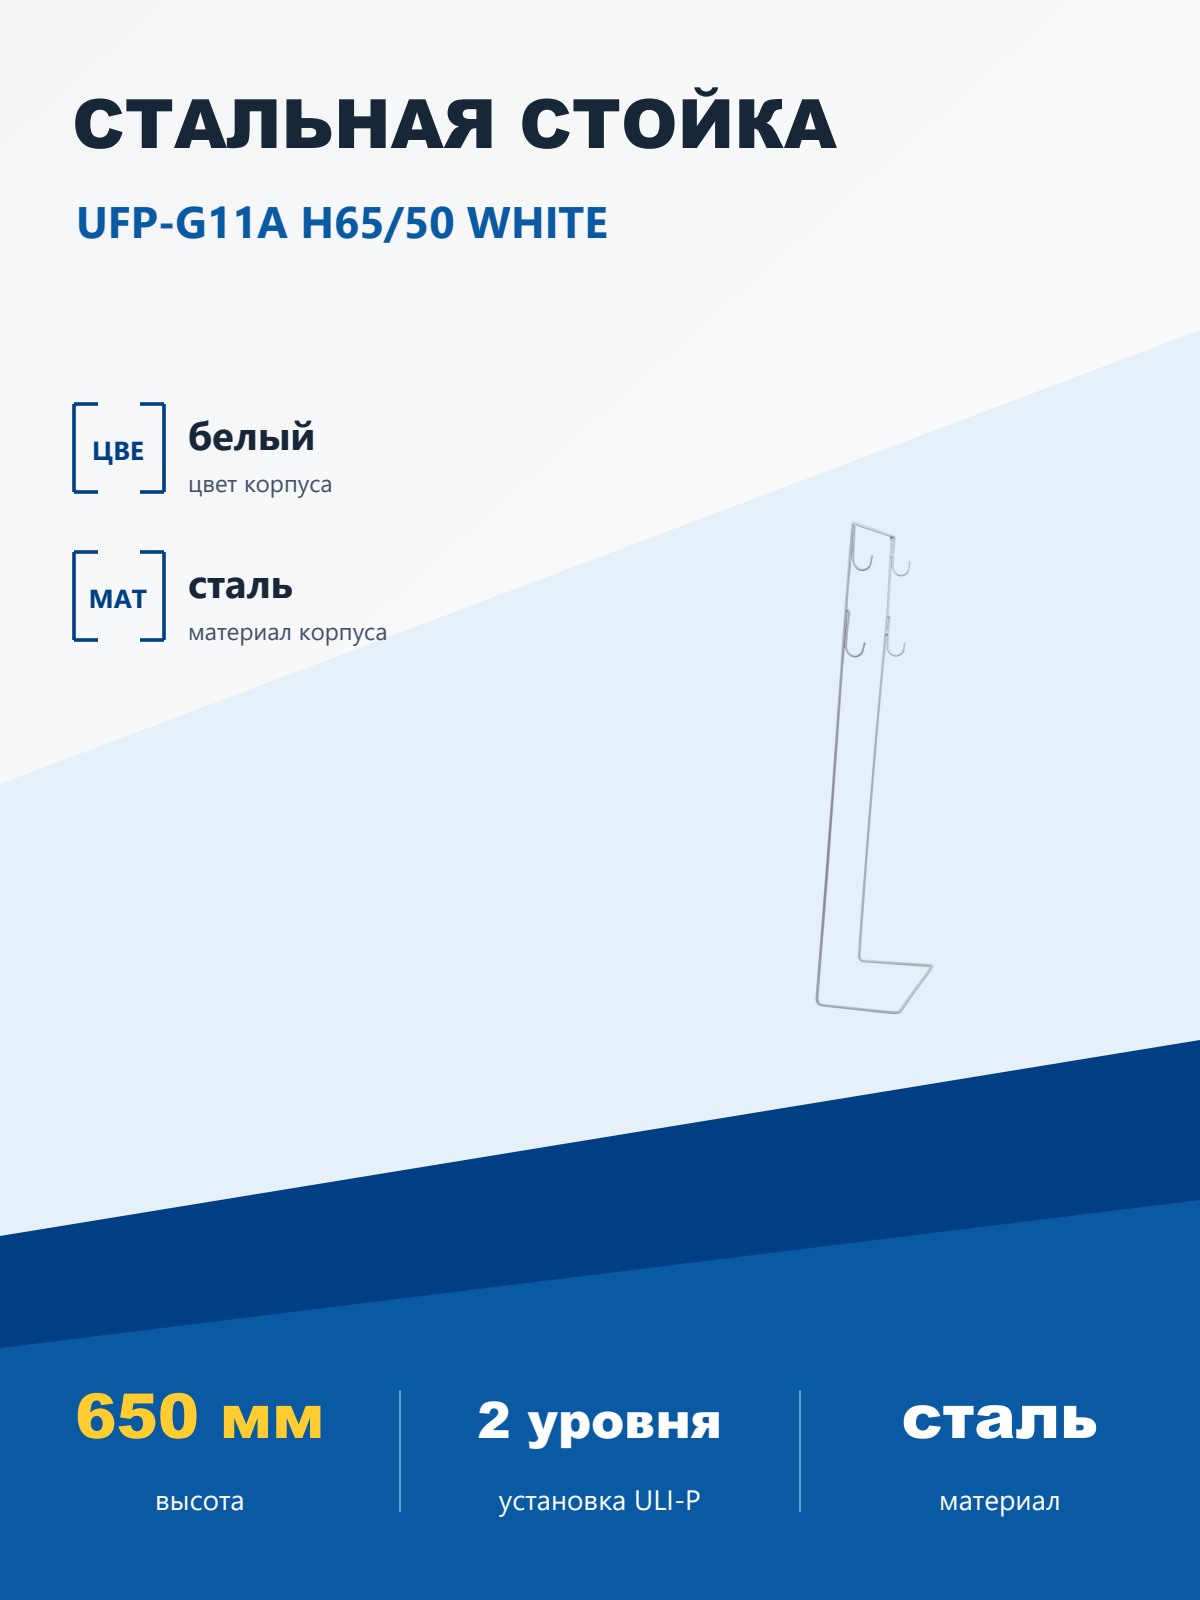 СТАЛЬНАЯ СТОЙКА
UFP-G11A H65/50 WHITE
ЦВЕ
белый
цвет корпуса
МАТ
сталь
материал корпуса
650 мм
высота
2 уровня
установка ULI-P
сталь
материал